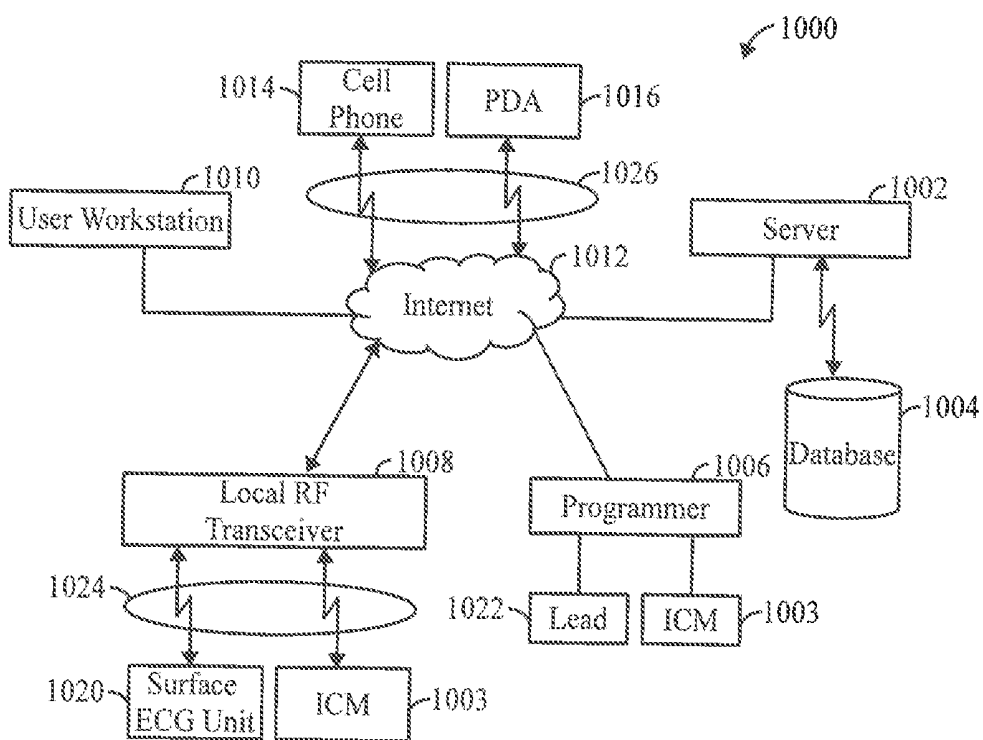 1000
1014
Cell
Phone
PDA
1016
1026
1010
User Workstation
1002
Server
1012
Internet
1004
Database
1008
Local RF
Transceiver
1006
Programmer
1024
1022
Lead
ICM
1003
1020
Surface
ECG Unit
ICM
1003